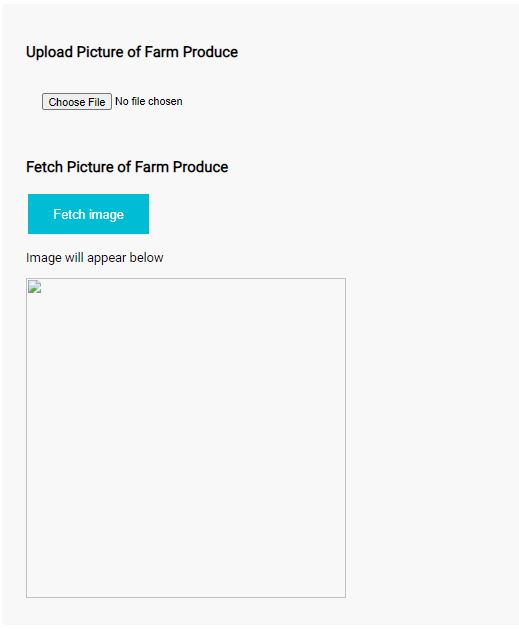 Upload Picture of Farm Produce
Choose File No file chosen
Fetch Picture of Farm Produce
Fetch image
Image will appear below